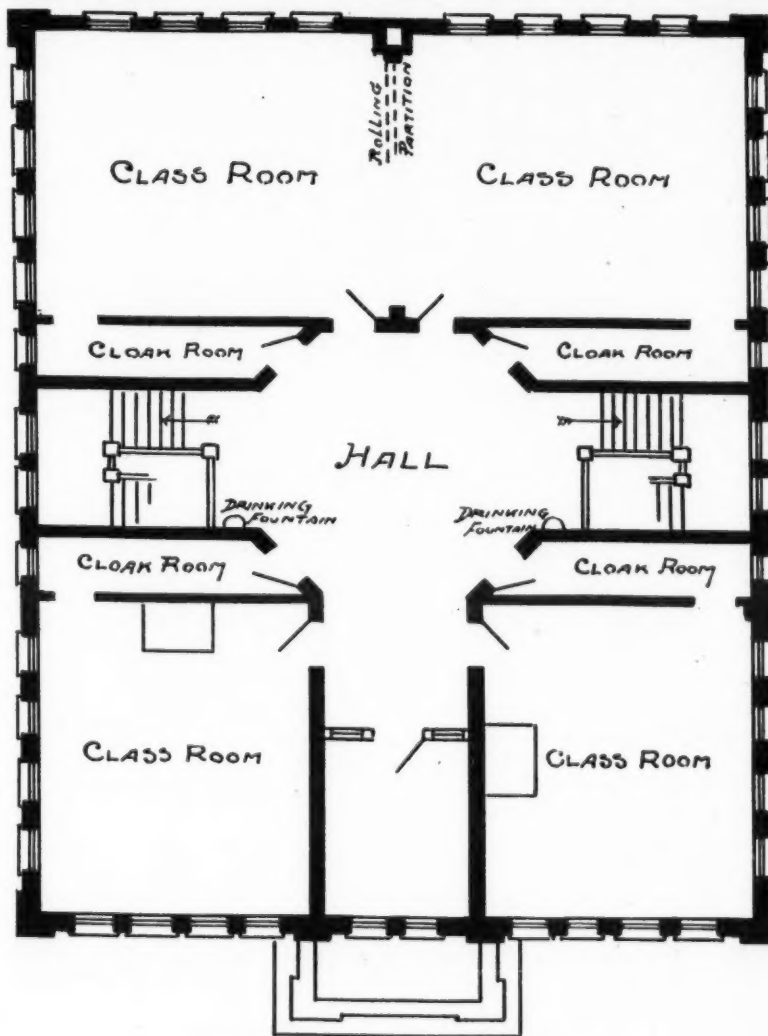 ROLLING
PARTITION
CLASS ROOM
CLASS ROOM
CLOAK ROOM
CLOAK ROOM
HALL
DRINKING
FOUNTAIN
DRINKING
FOUNTAIN
CLOAK ROOM
CLOAK ROOM
CLASS ROOM
CLASS ROOM